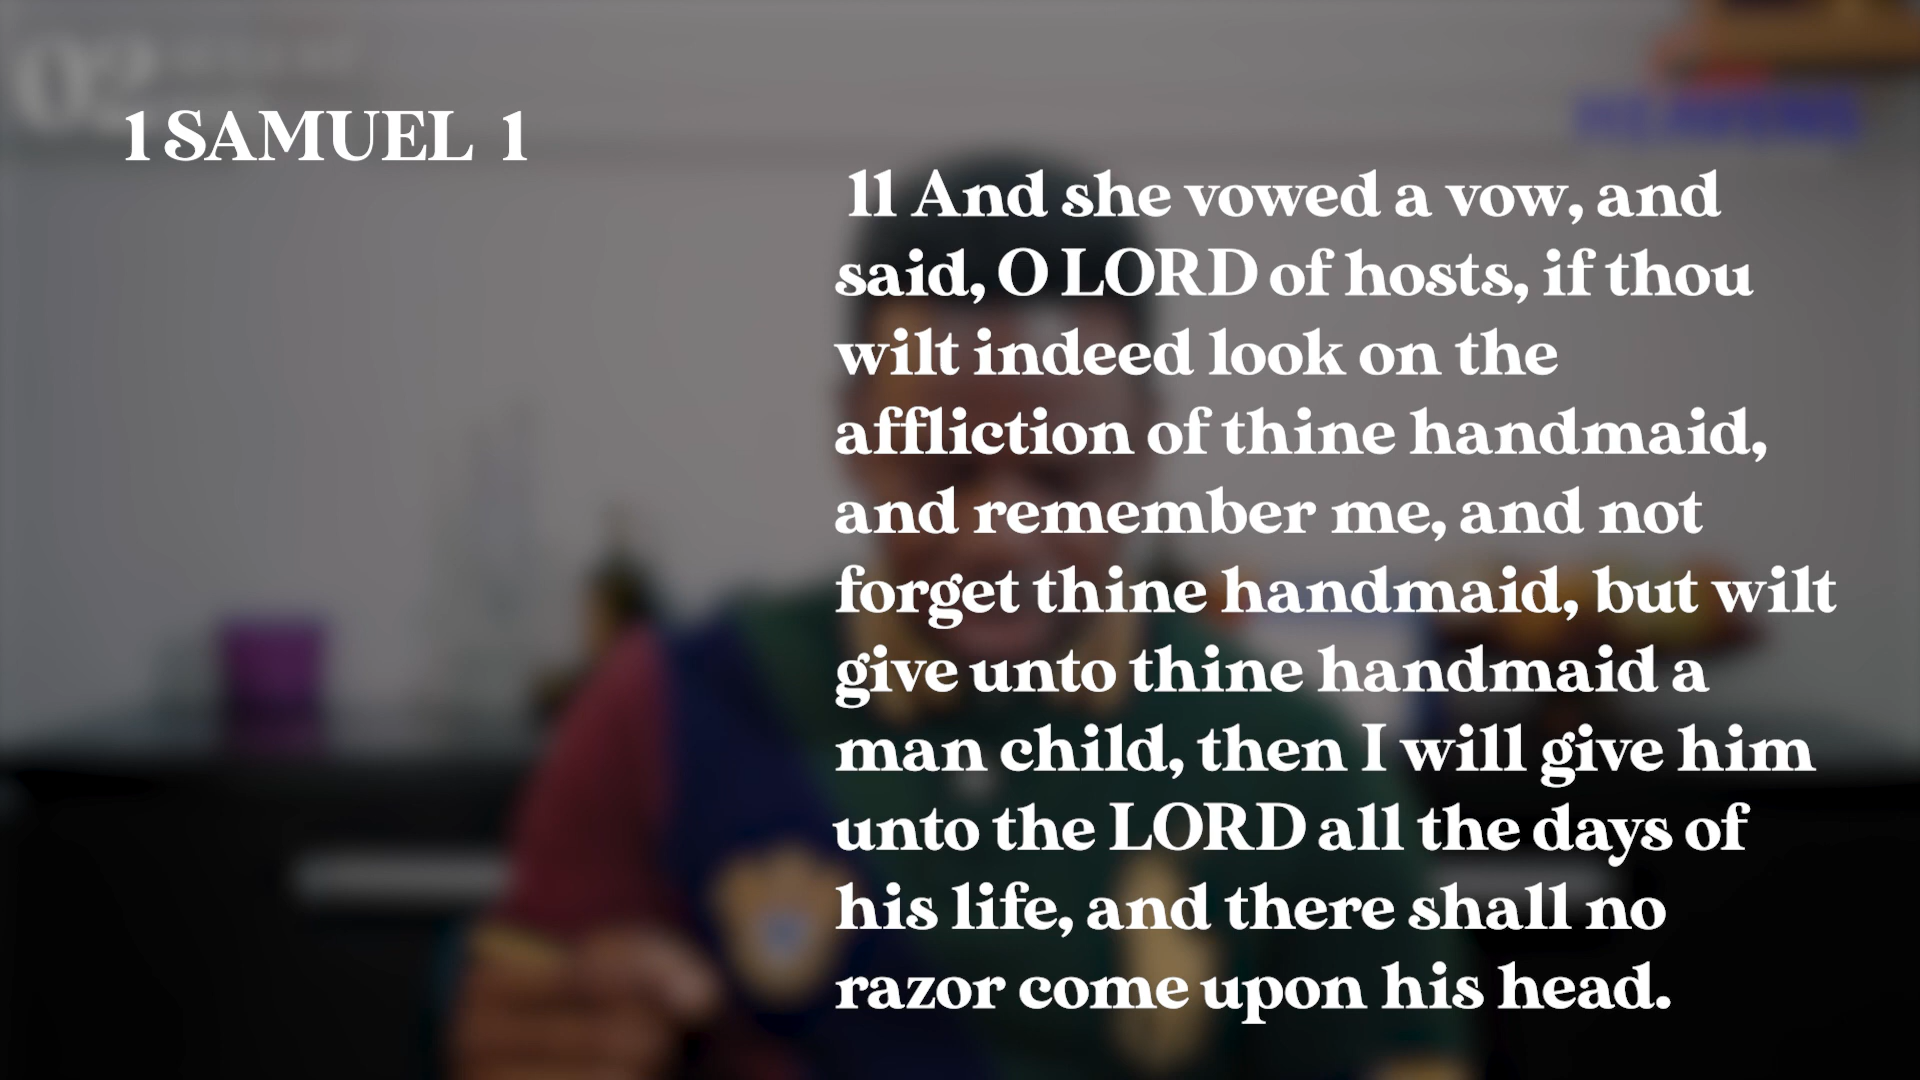 02
1 SAMUEL 1
HEAVENS
11 And she vowed a vow, and
said, O LORD of hosts, if thou
wilt indeed look on the
affliction of thine handmaid,
and remember me, and not
forget thine handmaid, but wilt
give unto thine handmaid a
man child, then I will give him
unto the LORD all the days of
his life, and there shall no
razor come upon his head.